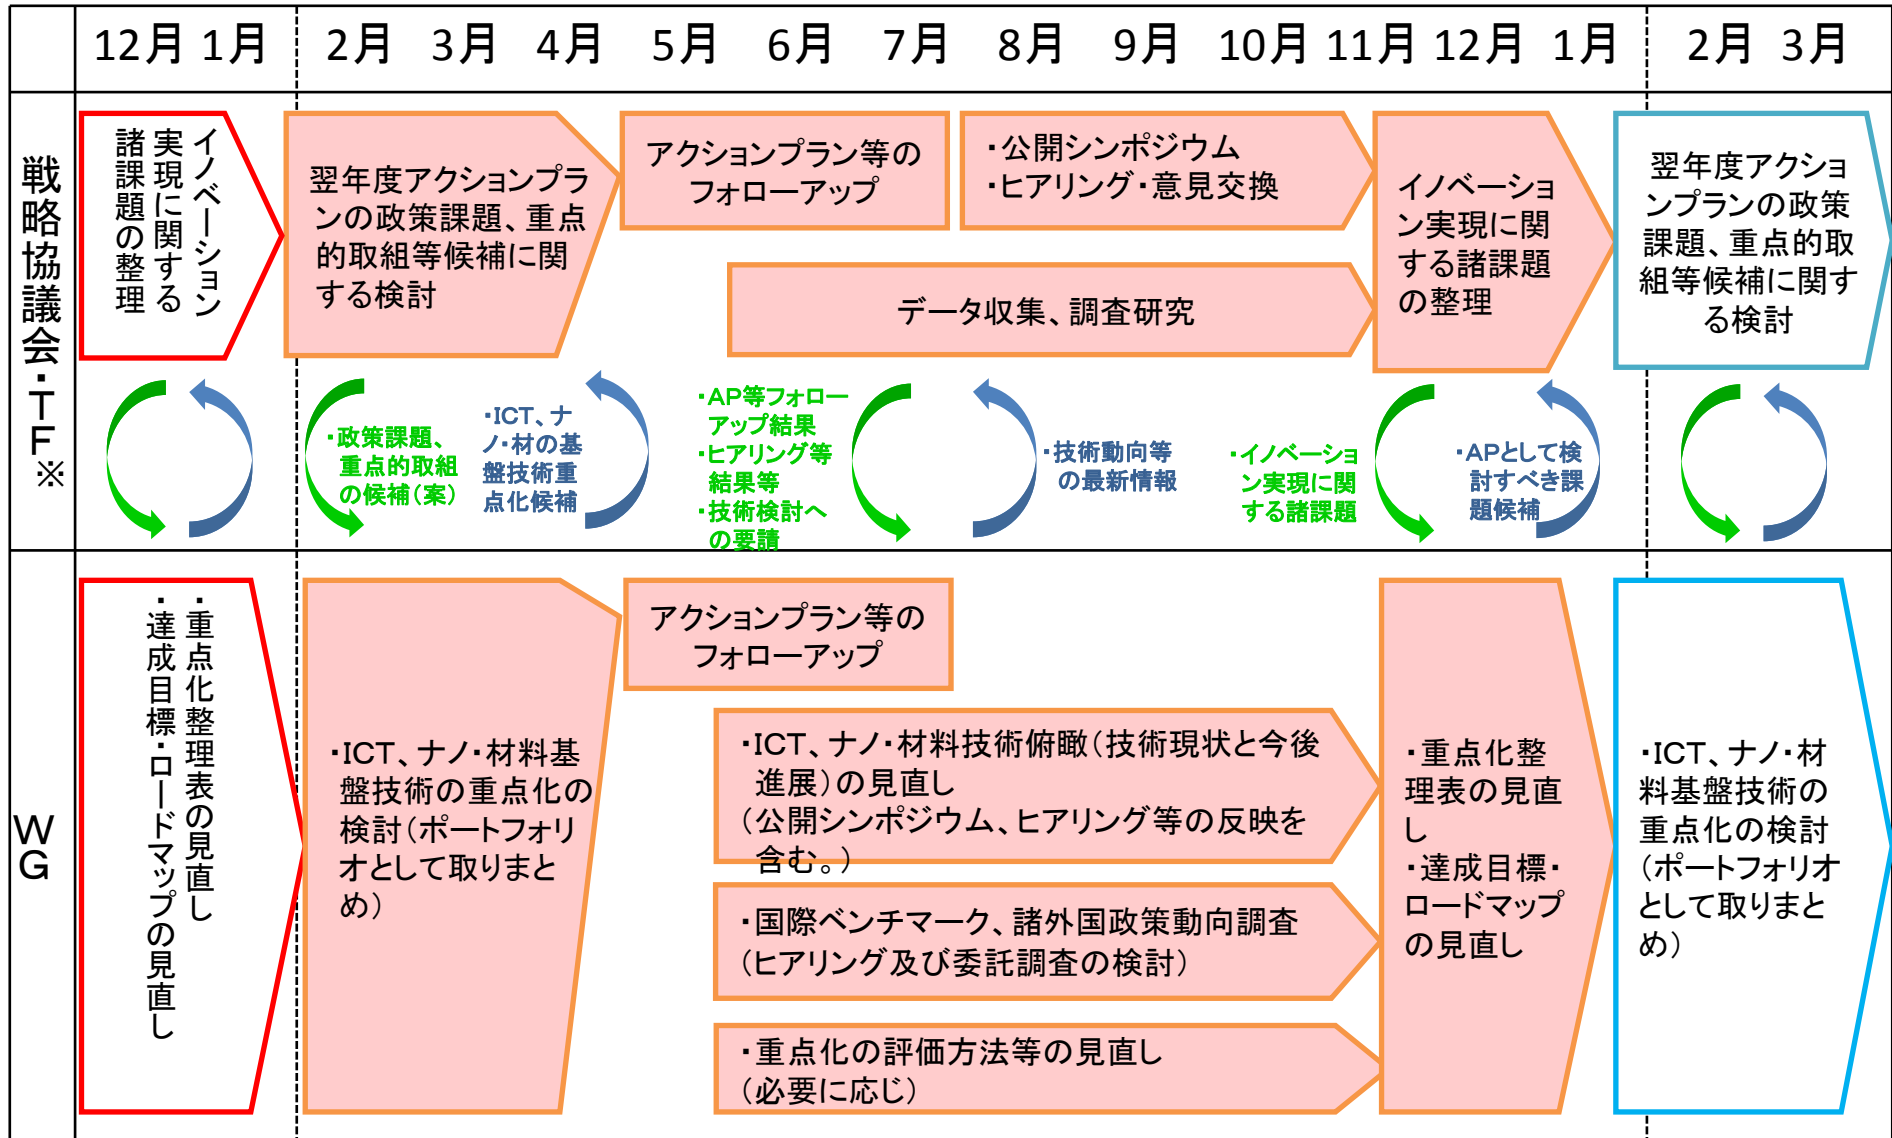 12月 1月 2月 3月 4月 5月 6月 7月 8月 9月 10月 11月 12月 1月 2月 3月
戦略協議会・TF※
イノベーション
実現に関する
諸課題の整理
翌年度アクションプラ
ンの政策課題、重点
的取組等候補に関
する検討
アクションプラン等の
フォローアップ
・公開シンポジウム
・ヒアリング・意見交換
データ収集、調査研究
イノベーショ
ン実現に関
する諸課題
の整理
翌年度アクショ
ンプランの政策
課題、重点的取
組等候補に関す
る検討
・政策課題、
重点的取組
の候補(案)
・ICT、ナ
ノ・材の基
盤技術重
点化候補
・AP等フォロー
アップ結果
・ヒアリング等
結果等
・技術検討へ
の要請
・技術動向等
の最新情報
・イノベーショ
ン実現に関
する諸課題
・APとして検
討すべき課
題候補
WG
・重点化整理表の見直し
・達成目標・ロードマップの見直し
・ICT、ナノ・材料基
盤技術の重点化の
検討(ポートフォリ
オとして取りまと
め)
アクションプラン等の
フォローアップ
・ICT、ナノ・材料技術俯瞰(技術現状と今後
進展)の見直し
(公開シンポジウム、ヒアリング等の反映を
含む。)
・国際ベンチマーク、諸外国政策動向調査
(ヒアリング及び委託調査の検討)
・重点化の評価方法等の見直し
(必要に応じ)
・重点化整
理表の見直
し
・達成目標・
ロードマップ
の見直し
・ICT、ナノ・材
料基盤技術の
重点化の検討
(ポートフォリオ
として取りまと
め)